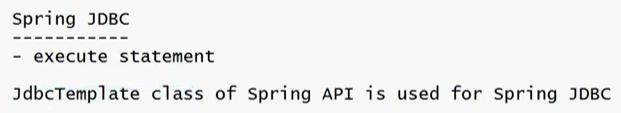 Spring JDBC
-----------
- execute statement
JdbcTemplate class of Spring API is used for Spring JDBC